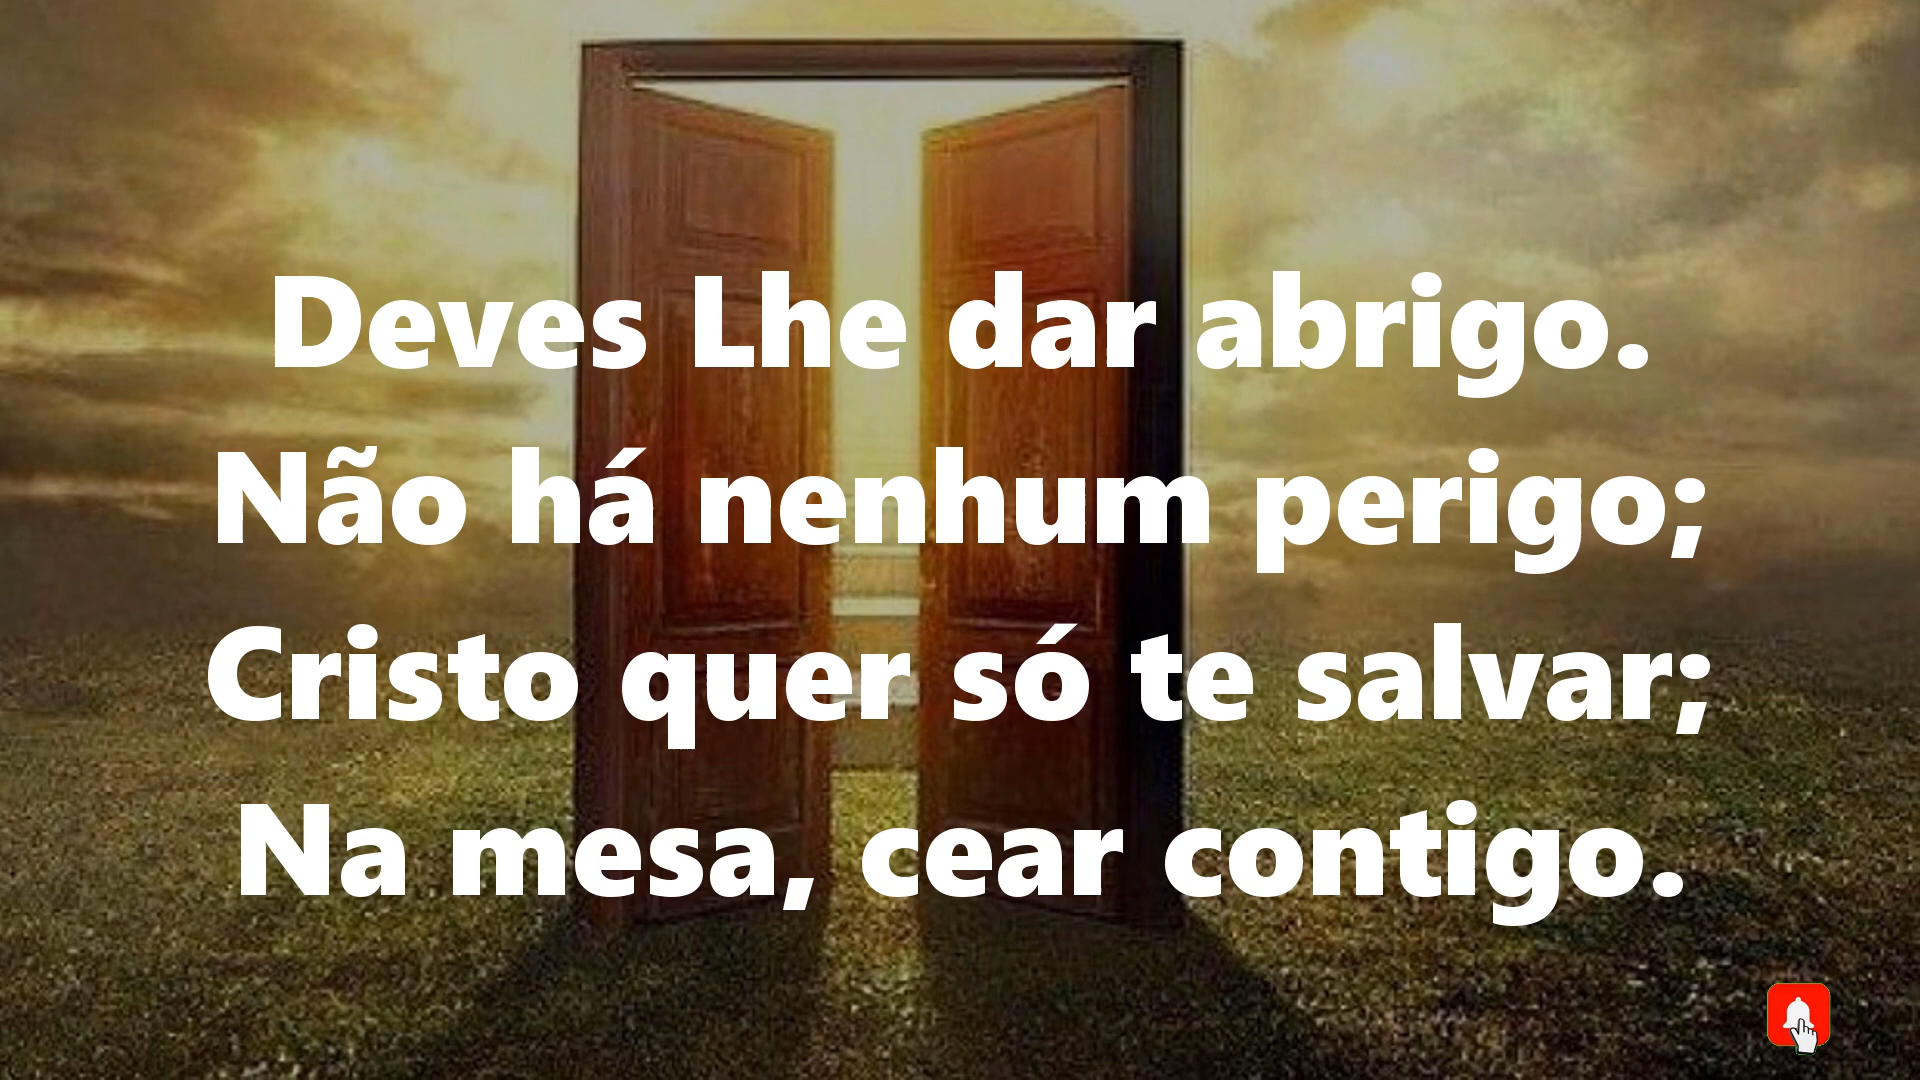 Deves Lhe dar abrigo.
Não há nenhum perigo;
Cristo quer só te salvar;
Na mesa, cear contigo.